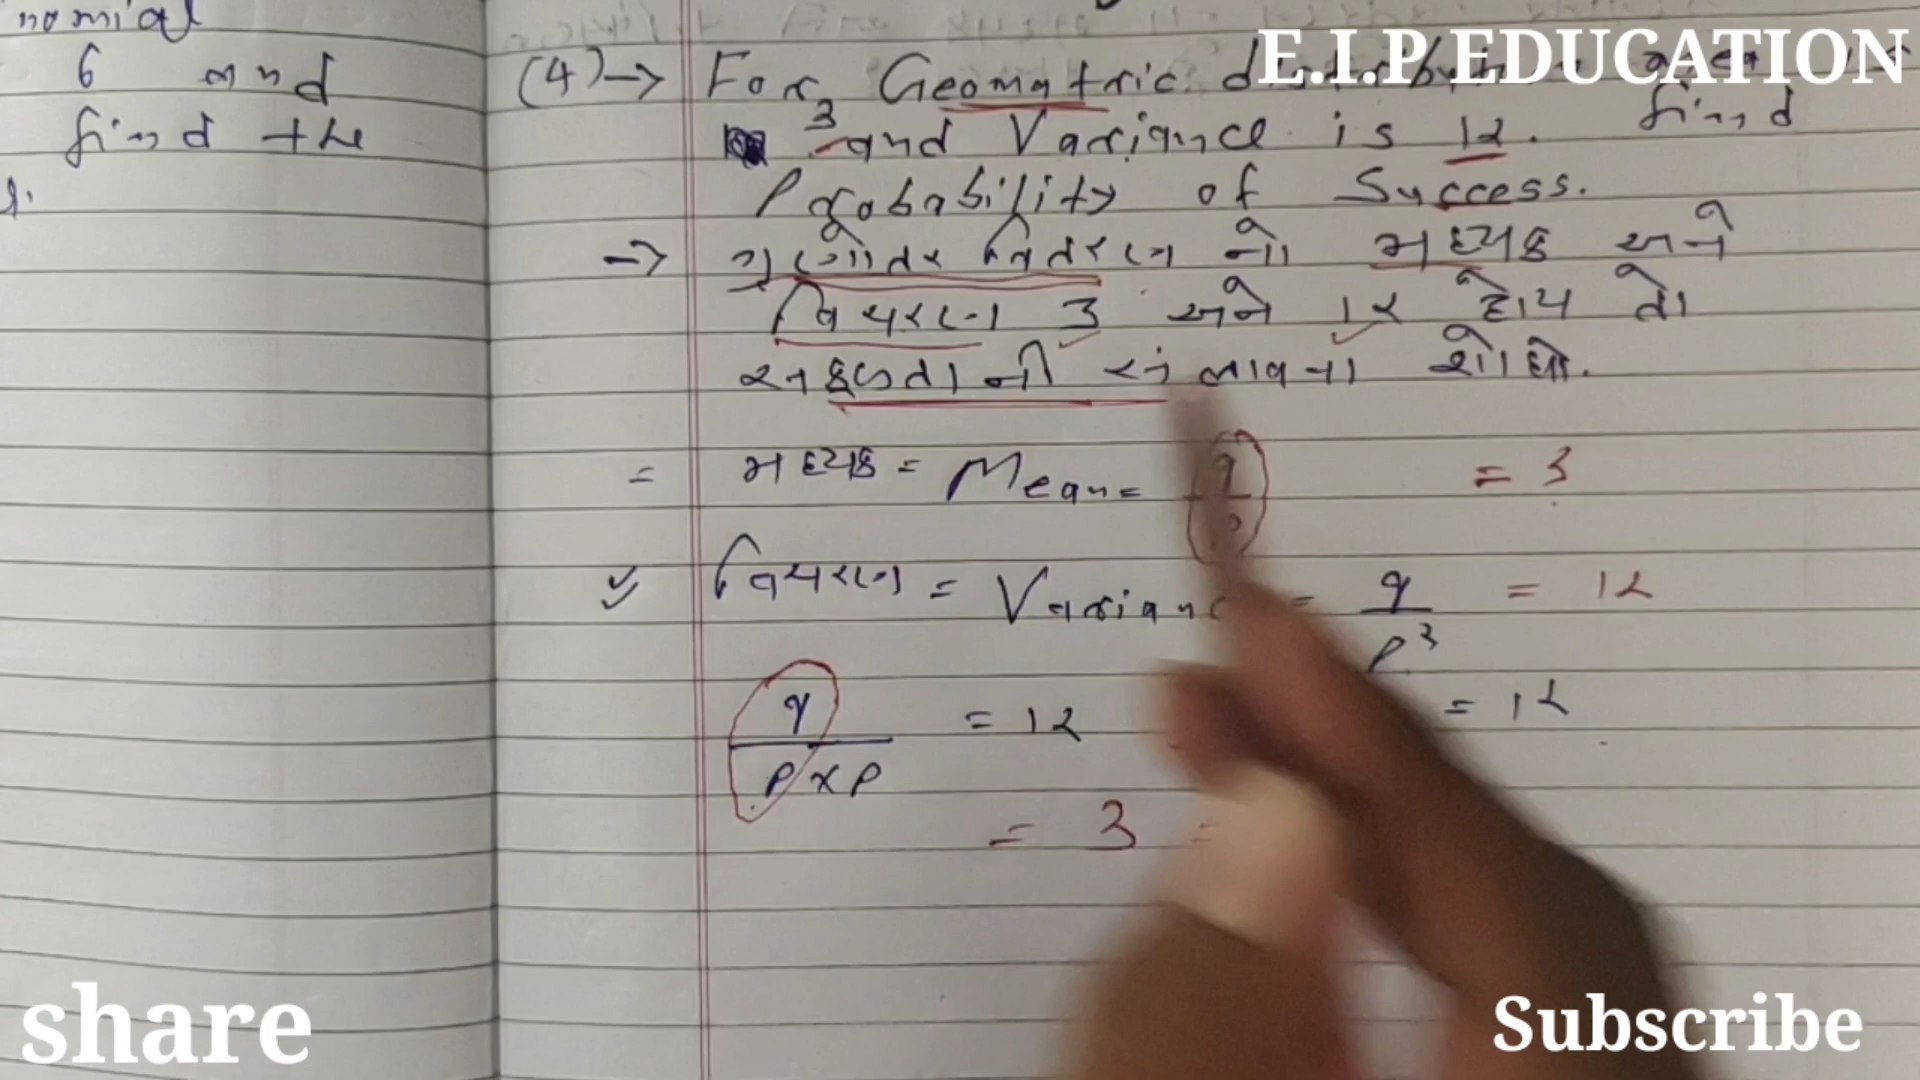 nomial
6 and
find the
E.I.P EDUCATION
(4) → For Geomatric
3 and Variance is 12. find
Probability of Success.
→ ગુણોત્તર વિતરણ નો મધ્યક અને
વિચરણ 3 અને 12 હોય તો
સફળતાની સંભાવના શોધો.
= મધ્યક = Mean = q = 3
વિચરણ = Variance = q/p² = 12
q/p×p = 12 = 12
= 3 =
share
Subscribe